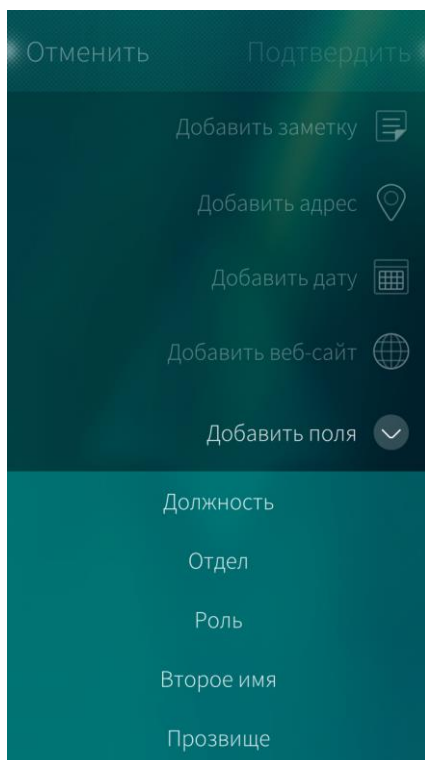 Отменить
Подтвердить
Добавить заметку
Добавить адрес
Добавить дату
Добавить веб-сайт
Добавить поля
Должность
Отдел
Роль
Второе имя
Прозвище